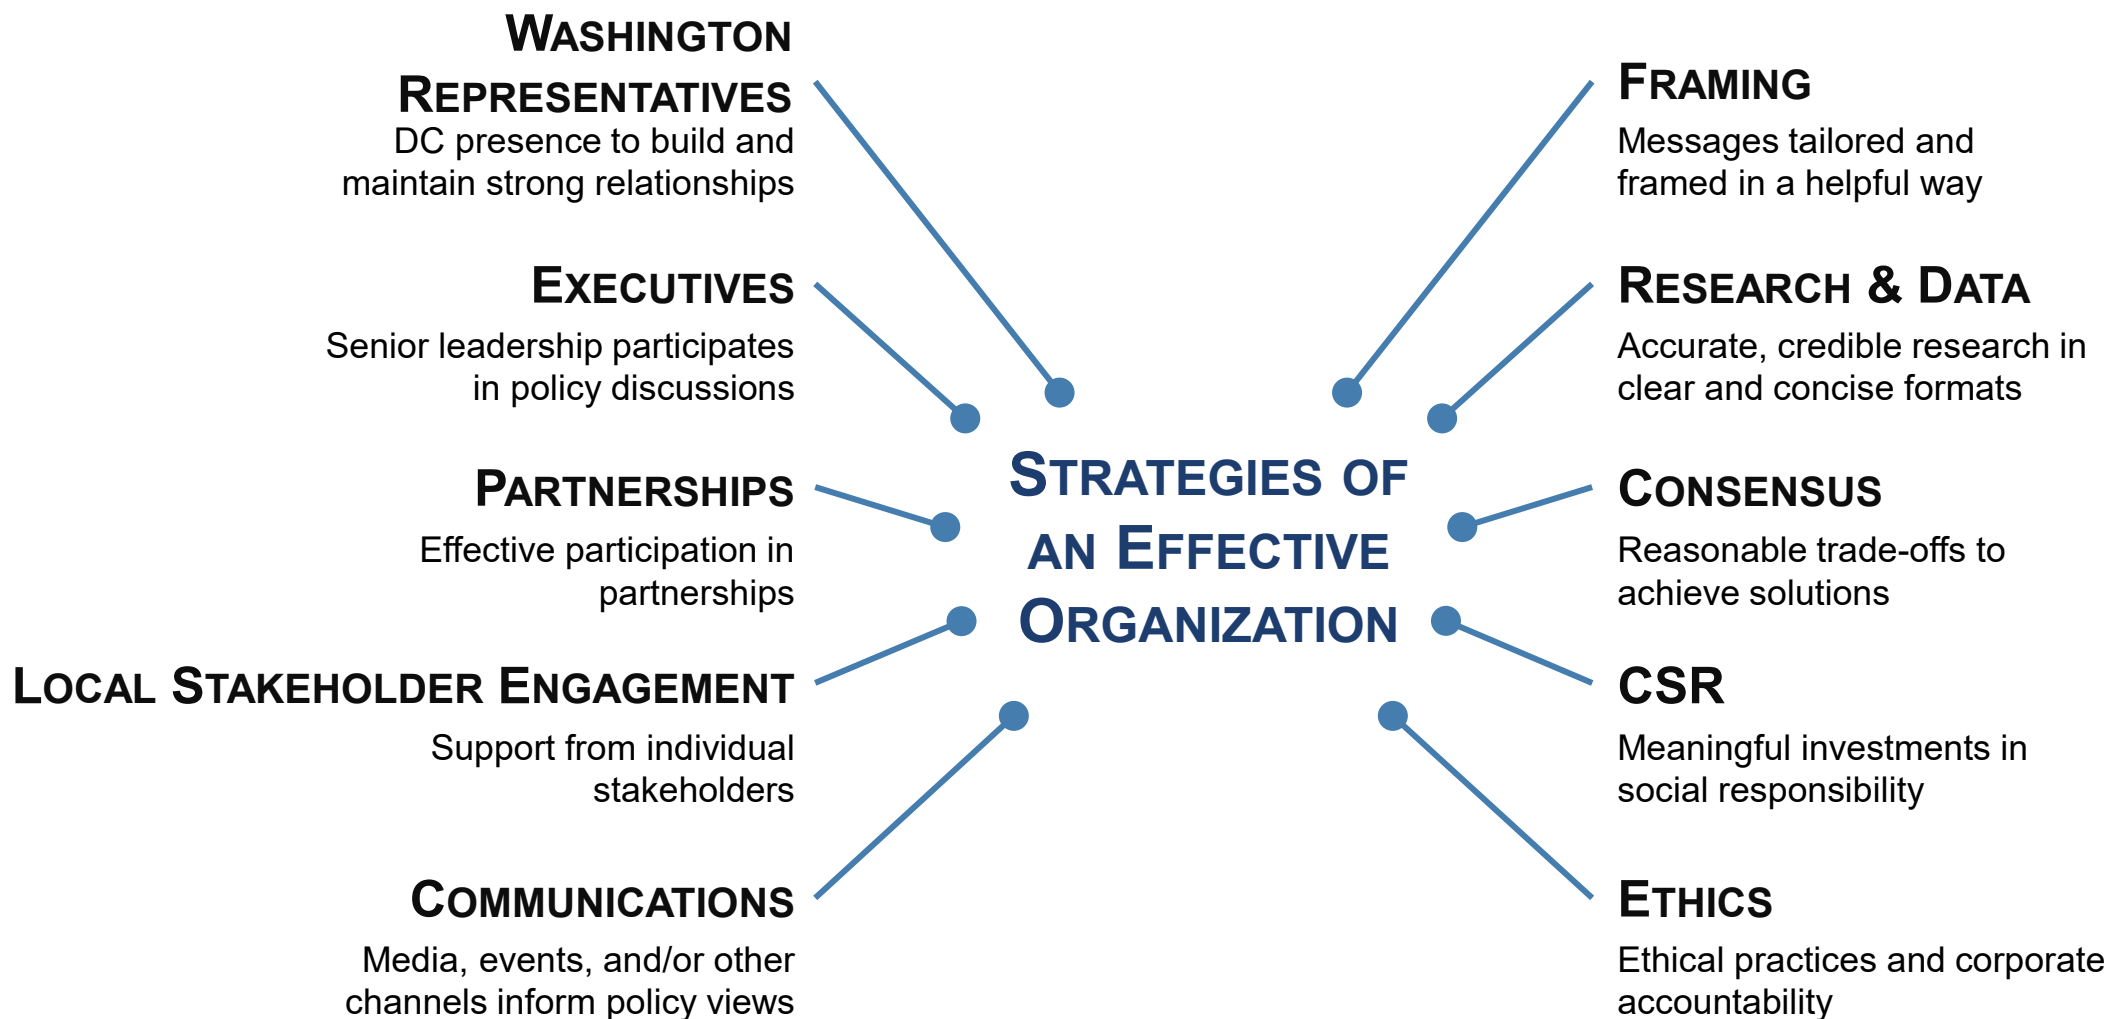 WASHINGTON
REPRESENTATIVES
DC presence to build and
maintain strong relationships
EXECUTIVES
Senior leadership participates
in policy discussions
PARTNERSHIPS
Effective participation in
partnerships
LOCAL STAKEHOLDER ENGAGEMENT
Support from individual
stakeholders
COMMUNICATIONS
Media, events, and/or other
channels inform policy views
STRATEGIES OF
AN EFFECTIVE
ORGANIZATION
FRAMING
Messages tailored and
framed in a helpful way
RESEARCH & DATA
Accurate, credible research in
clear and concise formats
CONSENSUS
Reasonable trade-offs to
achieve solutions
CSR
Meaningful investments in
social responsibility
ETHICS
Ethical practices and corporate
accountability